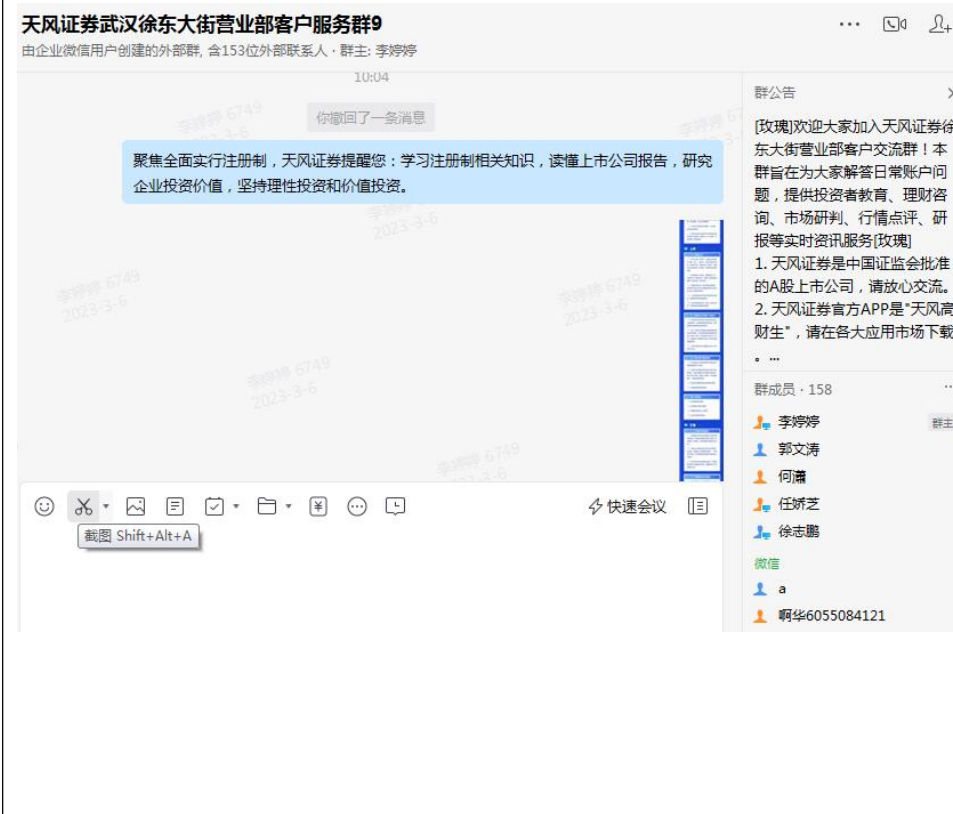 天风证券武汉徐东大街营业部客户服务群9
由企业微信用户创建的外部群, 含153位外部联系人 · 群主: 李婷婷
10:04
你撤回了一条消息
聚焦全面实行注册制，天风证券提醒您：学习注册制相关知识，读懂上市公司报告，研究
企业投资价值，坚持理性投资和价值投资。
李婷婷 6749
2023-3-6
快速会议
截图 Shift+Alt+A
群公告
[玫瑰]欢迎大家加入天风证券徐
东大街营业部客户交流群！本
群旨在为大家解答日常账户问
题，提供投资者教育、理财咨
询、市场研判、行情点评、研
报等实时资讯服务[玫瑰]
1. 天风证券是中国证监会批准
的A股上市公司，请放心交流。
2. 天风证券官方APP是"天风高
财生"，请在各大应用市场下载
。...
群成员 · 158
李婷婷
群主
郭文涛
何瀟
任娇芝
徐志鹏
微信
a
啊华6055084121